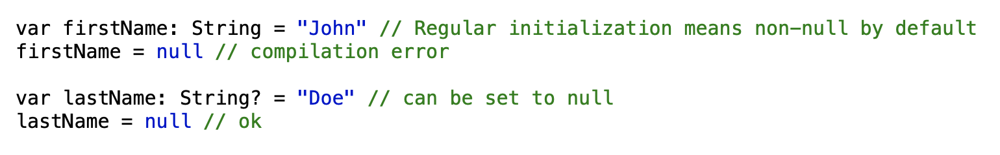 var firstName: String = "John" // Regular initialization means non-null by default
firstName = null // compilation error
var lastName: String? = "Doe" // can be set to null
lastName = null // ok